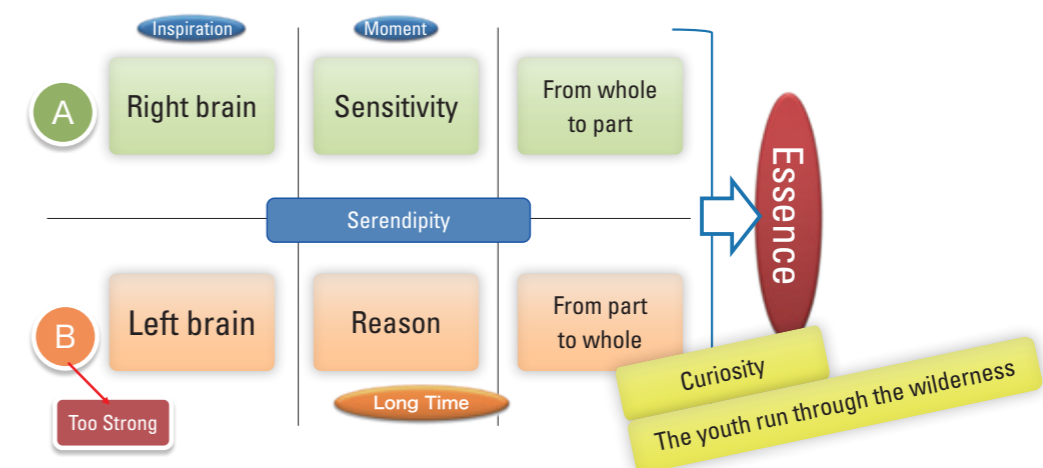 Inspiration
Moment
A
Right brain
Sensitivity
From whole
to part
Essence
Serendipity
B
Left brain
Reason
From part
to whole
Curiosity
The youth run through the wilderness
Long Time
Too Strong